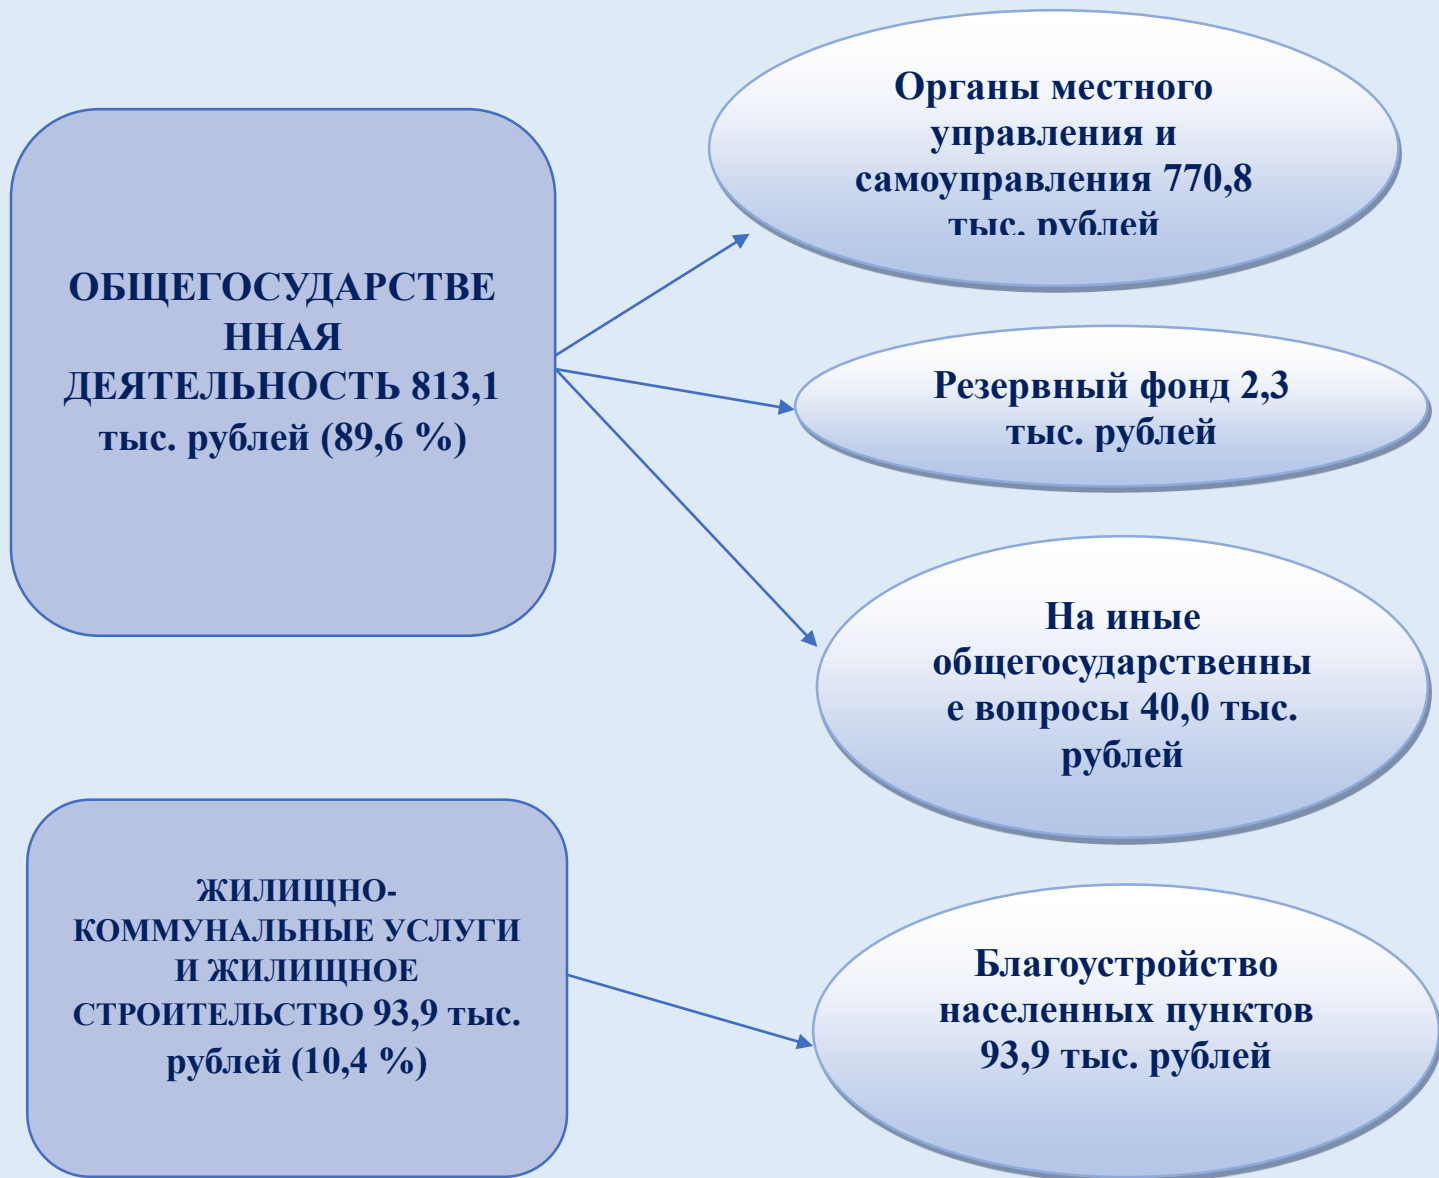 ОБЩЕГОСУДАРСТВЕ
ННАЯ
ДЕЯТЕЛЬНОСТЬ 813,1
тыс. рублей (89,6 %)
Органы местного
управления и
самоуправления 770,8
тыс. рублей
Резервный фонд 2,3
тыс. рублей
На иные
общегосударственны
е вопросы 40,0 тыс.
рублей
ЖИЛИЩНО-
КОММУНАЛЬНЫЕ УСЛУГИ
И ЖИЛИЩНОЕ
СТРОИТЕЛЬСТВО 93,9 тыс.
рублей (10,4 %)
Благоустройство
населенных пунктов
93,9 тыс. рублей